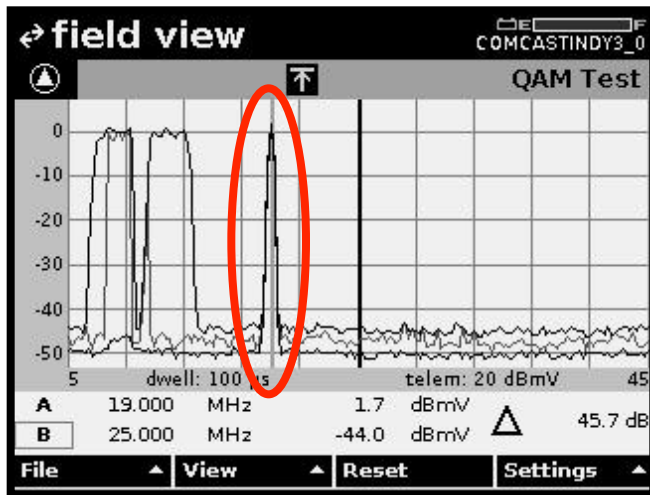 field view
E F
COMCASTINDY3_0
QAM Test
0
-10
-20
-30
-40
-50
5 dwell: 100 µs telem: 20 dBmV 45
A 19.000 MHz 1.7 dBmV
B 25.000 MHz -44.0 dBmV Δ 45.7 dB
File View Reset Settings